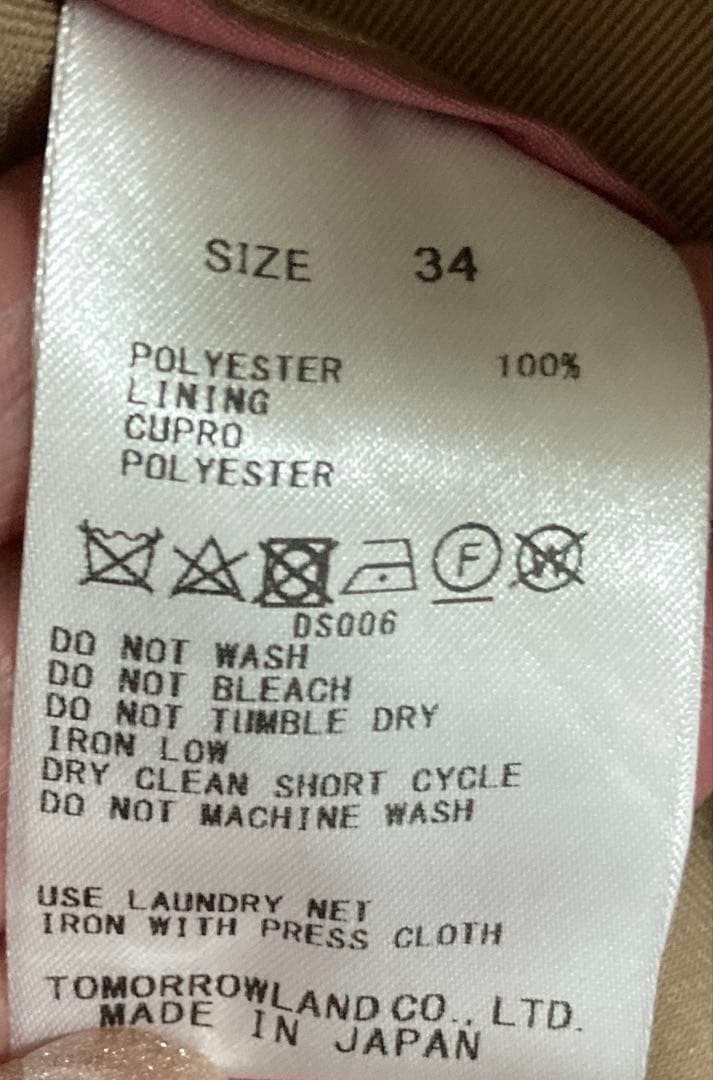 SIZE 34
POLYESTER 100%
LINING
CUPRO
POLYESTER
F W
DS006
DO NOT WASH
DO NOT BLEACH
DO NOT TUMBLE DRY
IRON LOW
DRY CLEAN SHORT CYCLE
DO NOT MACHINE WASH
USE LAUNDRY NET
IRON WITH PRESS CLOTH
TOMORROWLAND CO., LTD.
MADE IN JAPAN